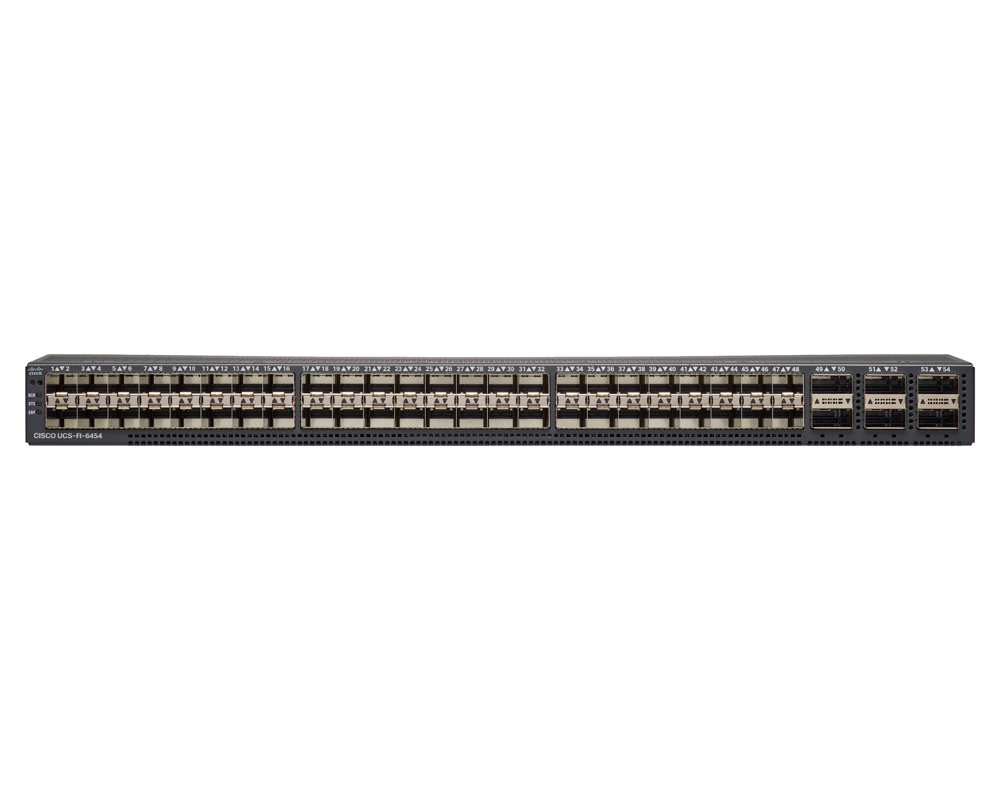 CISCO
1▲▼2 3▲▼4 5▲▼6 7▲▼8 9▲▼10 11▲▼12 13▲▼14 15▲▼16 17▲▼18 19▲▼20 21▲▼22 23▲▼24 25▲▼26 27▲▼28 29▲▼30 31▲▼32 33▲▼34 35▲▼36 37▲▼38 39▲▼40 41▲▼42 43▲▼44 45▲▼46 47▲▼48 49▲▼50 51▲▼52 53▲▼54
BCN
STS
ENV
CISCO UCS-FI-6454